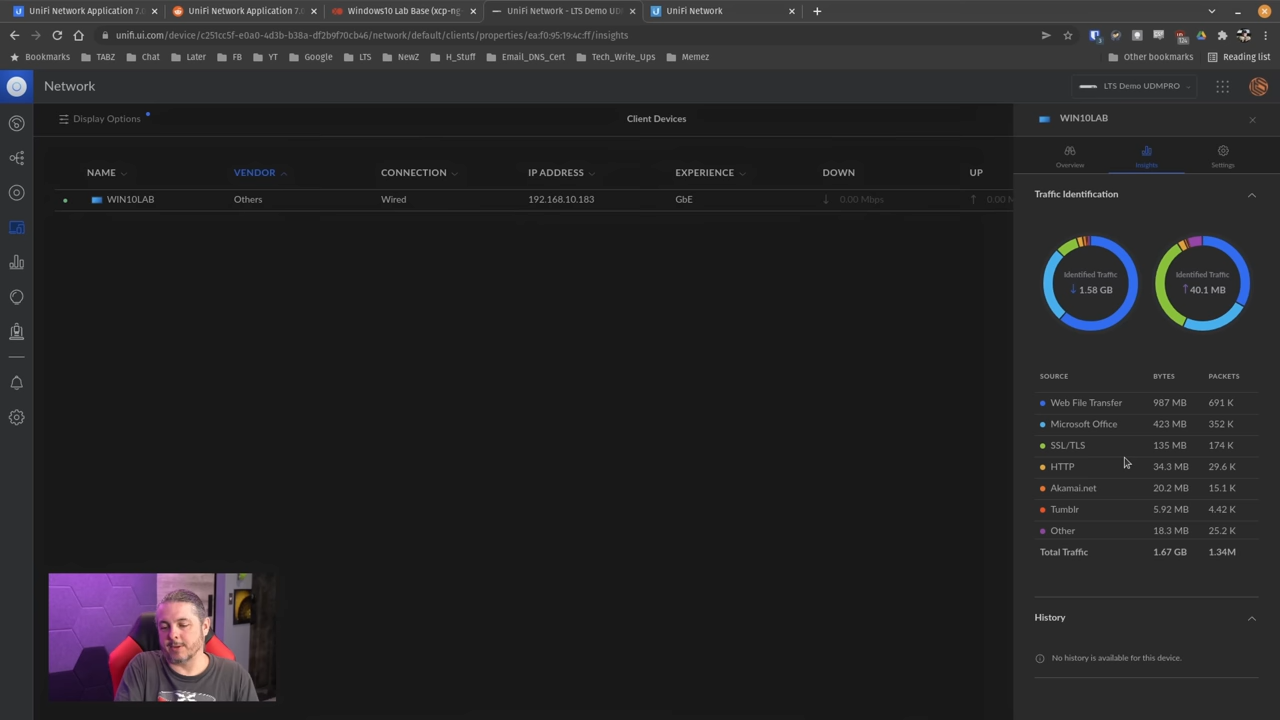 UniFi Network Application 7.0
UniFi Network Application 7.
Windows10 Lab Base (xcp-ng
UniFi Network - LTS Demo UD
UniFi Network
unifi.ui.com/device/c251cc5f-e0a0-4d3b-b38a-df2b9f70cb46/network/default/clients/properties/ea:f0:95:19:4c:ff/insights
Bookmarks TABZ Chat Later FB YT Google LTS NewZ H_Stuff Email_DNS_Cert Tech_Write_Ups Memez Other bookmarks Reading list
Network
LTS Demo UDMPRO
Display Options
Client Devices
WIN10LAB
Overview Insights Settings
NAME VENDOR CONNECTION IP ADDRESS EXPERIENCE DOWN UP
WIN10LAB Others Wired 192.168.10.183 GbE ↓ 0.00 Mbps ↑ 0.00 M
Traffic Identification
Identified Traffic
↓ 1.58 GB
Identified Traffic
↑ 40.1 MB
SOURCE BYTES PACKETS
Web File Transfer 987 MB 691 K
Microsoft Office 423 MB 352 K
SSL/TLS 135 MB 174 K
HTTP 34.3 MB 29.6 K
Akamai.net 20.2 MB 15.1 K
Tumblr 5.92 MB 4.42 K
Other 18.3 MB 25.2 K
Total Traffic 1.67 GB 1.34M
History
No history is available for this device.